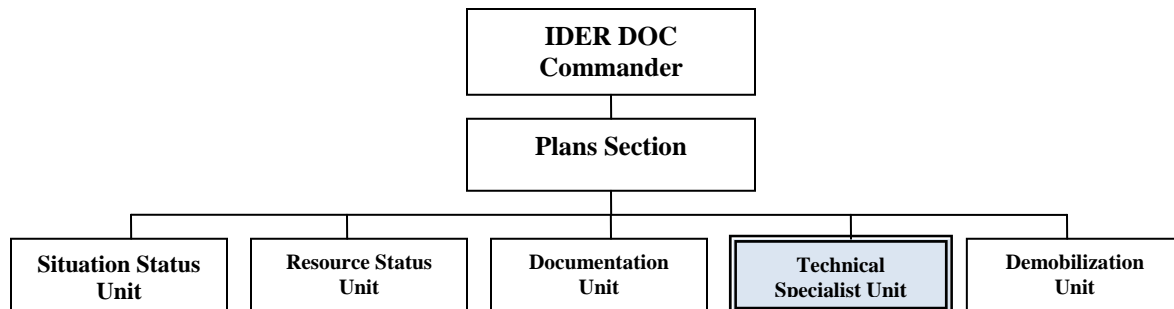 IDER DOC
Commander
Plans Section
Situation Status
Unit
Resource Status
Unit
Documentation
Unit
Technical
Specialist Unit
Demobilization
Unit